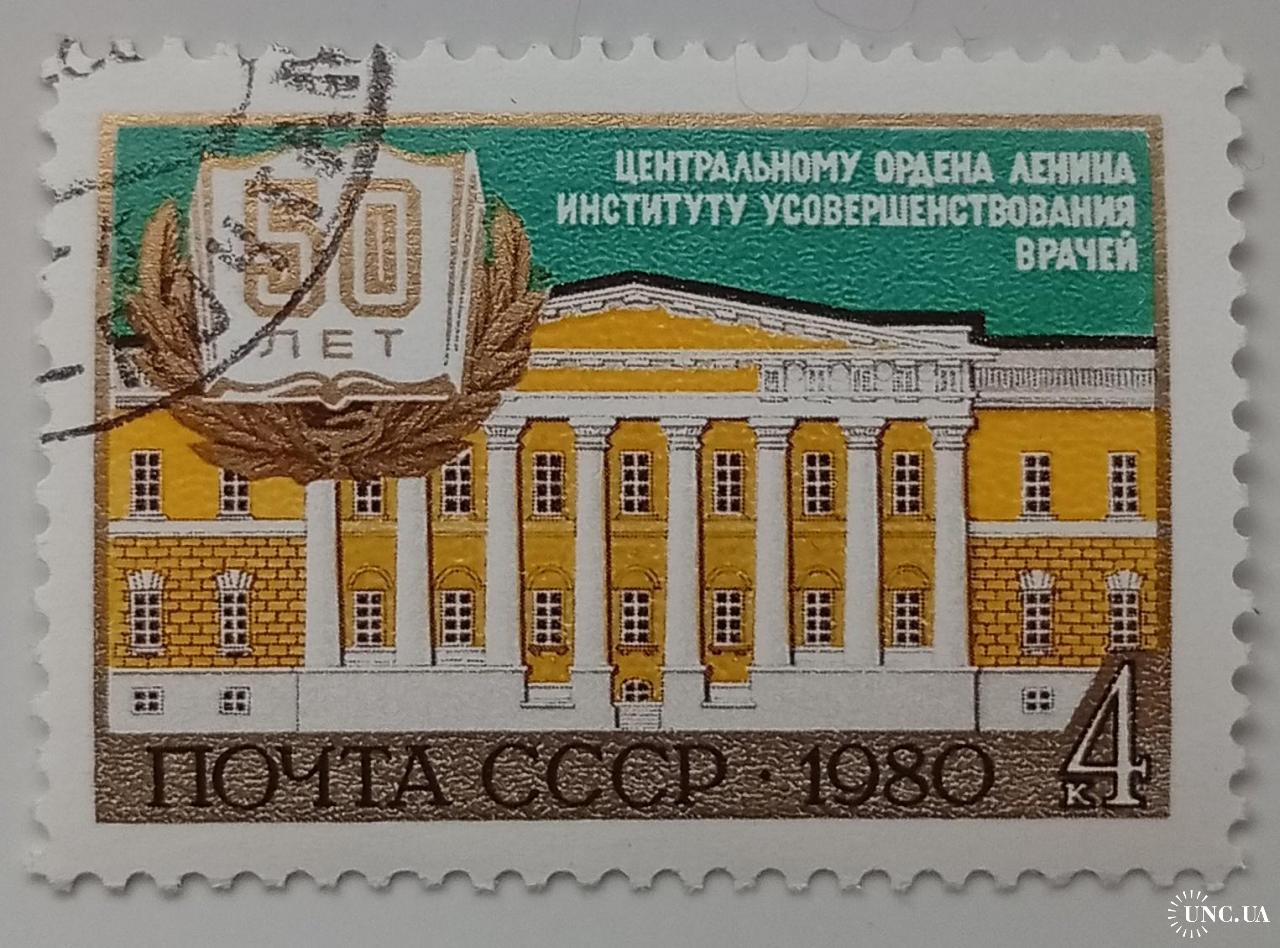 ЦЕНТРАЛЬНОМУ ОРДЕНА ЛЕНИНА
ИНСТИТУТУ УСОВЕРШЕНСТВОВАНИЯ
ВРАЧЕЙ
50
ЛЕТ
ПОЧТА СССР · 1980
4
К
UNC.UA